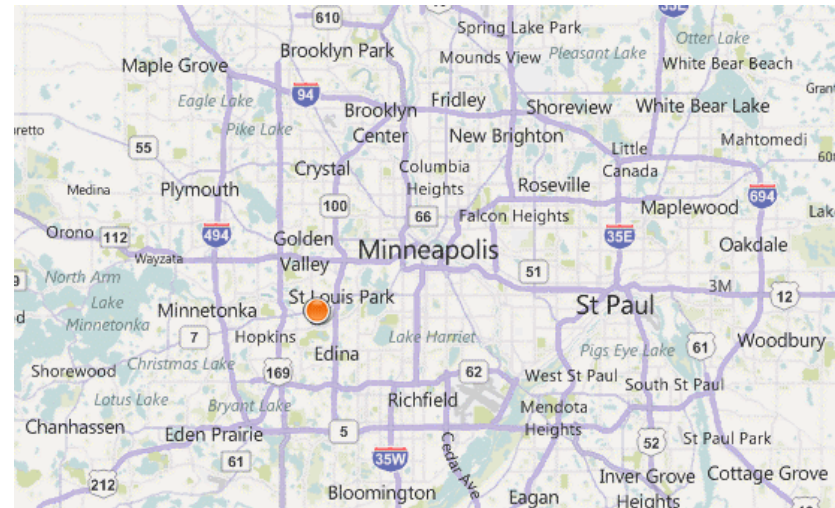 610
Spring Lake Park
35E
Otter Lake
Brooklyn Park
Mounds View
Pleasant Lake
White Bear Beach
Maple Grove
94
Eagle Lake
Brooklyn
Center
Fridley
Shoreview
White Bear Lake
Pike Lake
New Brighton
Mahtomedi
55
Little
Canada
Crystal
Columbia
Heights
Medina
Plymouth
Roseville
694
100
66
Falcon Heights
Maplewood
Orono
112
494
Golden
Valley
35E
Oakdale
Wayzata
Minneapolis
North Arm
51
3M
Lake
Minnetonka
St Louis Park
12
Minnetonka
St Paul
7
Hopkins
Lake Harriet
61
Woodbury
Christmas Lake
Edina
Pigs Eye Lake
Shorewood
169
62
West St Paul
South St Paul
Lotus Lake
Bryant Lake
Richfield
Mendota
Heights
Chanhassen
Eden Prairie
5
52
St Paul Park
61
35W
Cedar Ave
212
Inver Grove
Heights
Cottage Grove
Bloomington
Eagan